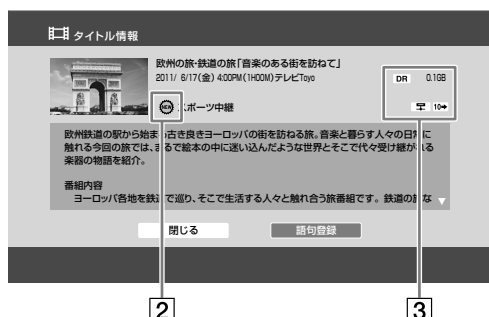 タイトル情報
欧州の旅・鉄道の旅「音楽のある街を訪ねて」
2011/ 6/17(金) 4:00PM(1H00M)テレビToyo
DR 0.1GB
NEW スポーツ中継
10➡
欧州鉄道の駅から始まる古き良きヨーロッパの街を訪ねる旅。音楽と暮らす人々の日常に
触れる今回の旅では、まるで絵本の中に迷い込んだような世界とそこで代々受け継がれる
楽器の物語を紹介。
番組内容
ヨーロッパ各地を鉄道で巡り、そこで生活する人々と触れ合う旅番組です。鉄道の旅な
閉じる
語句登録
2
3